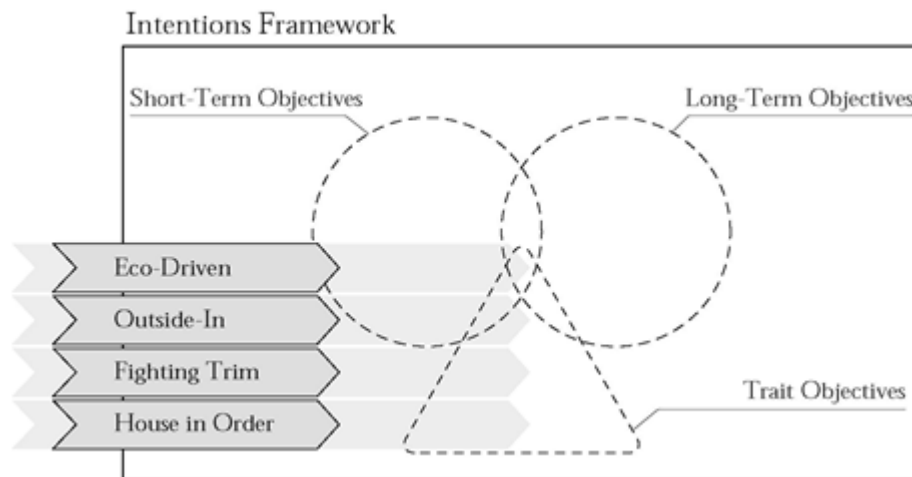 Intentions Framework
Short-Term Objectives
Long-Term Objectives
Eco-Driven
Outside-In
Fighting Trim
House in Order
Trait Objectives